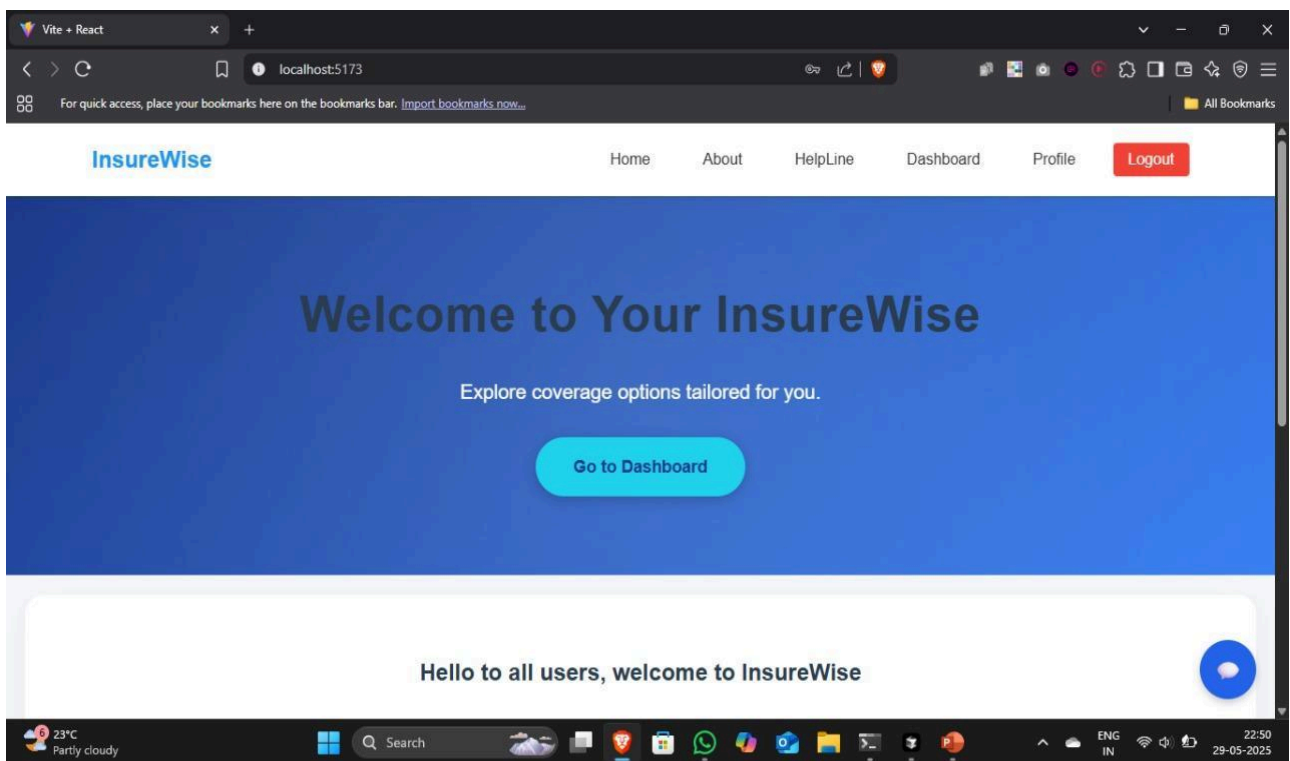 Vite + React
localhost:5173
For quick access, place your bookmarks here on the bookmarks bar. Import bookmarks now...
All Bookmarks
InsureWise Home About HelpLine Dashboard Profile Logout
Welcome to Your InsureWise
Explore coverage options tailored for you.
Go to Dashboard
Hello to all users, welcome to InsureWise
6 23°C
Partly cloudy
Search
ENG
IN
22:50
29-05-2025